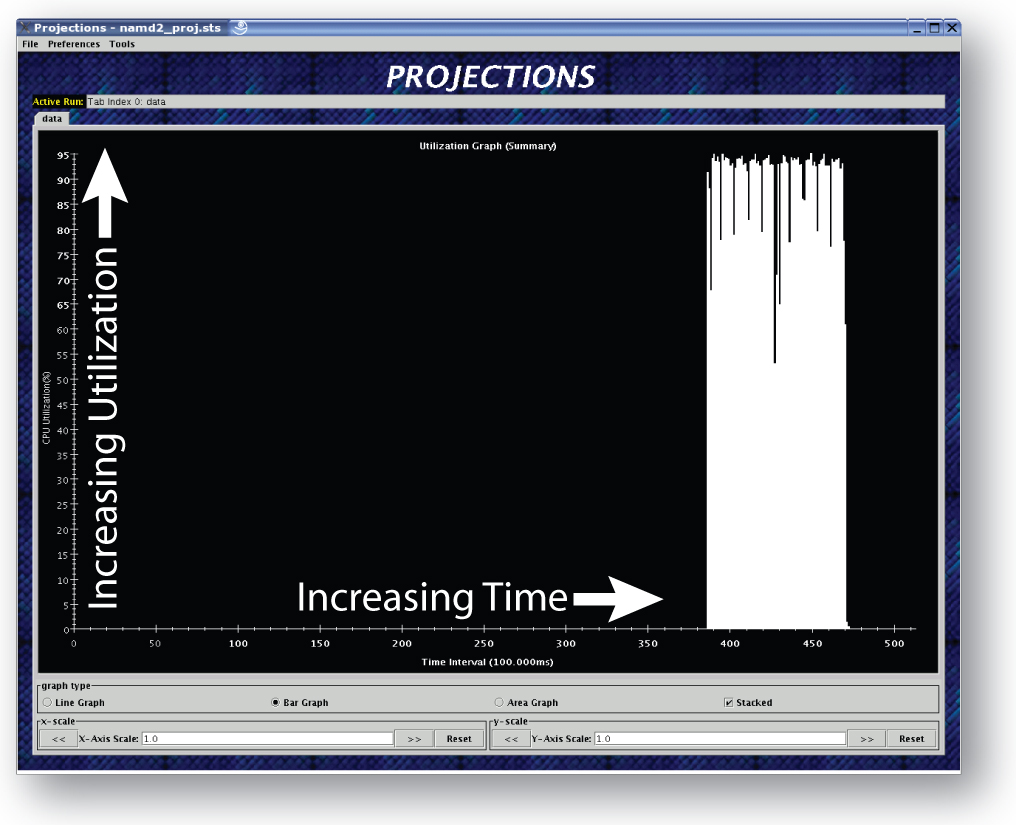 Projections - namd2_proj.sts
File Preferences Tools
PROJECTIONS
Active Run: Tab Index 0: data
data
Utilization Graph (Summary)
95
90
85
80
75
70
65
60
55
50
45
40
35
30
25
20
15
10
5
0
CPU Utilization(%)
Increasing Utilization
Increasing Time
0 50 100 150 200 250 300 350 400 450 500
Time Interval (100.000ms)
graph type
Line Graph Bar Graph Area Graph Stacked
x-scale y-scale
<< X-Axis Scale: 1.0 >> Reset << Y-Axis Scale: 1.0 >> Reset